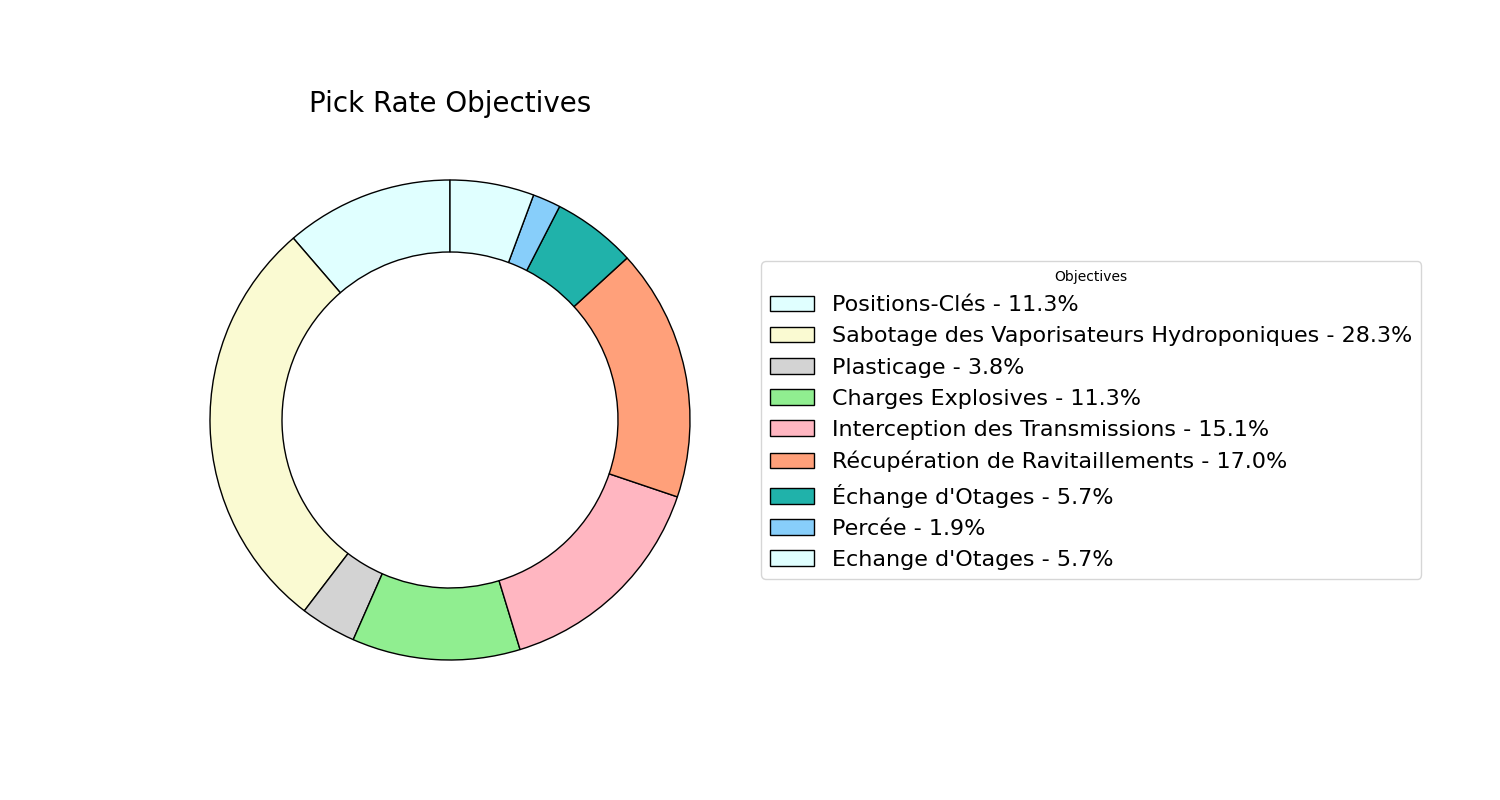 Pick Rate Objectives
Objectives
Positions-Clés - 11.3%
Sabotage des Vaporisateurs Hydroponiques - 28.3%
Plasticage - 3.8%
Charges Explosives - 11.3%
Interception des Transmissions - 15.1%
Récupération de Ravitaillements - 17.0%
Échange d'Otages - 5.7%
Percée - 1.9%
Echange d'Otages - 5.7%